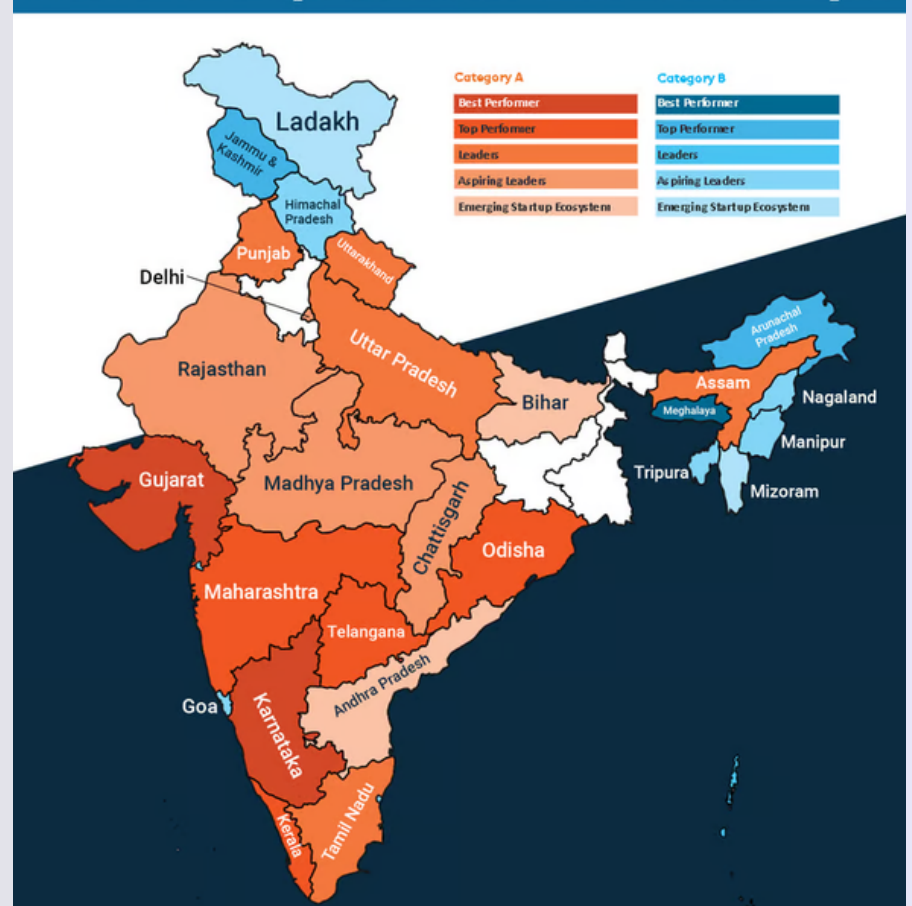 Category A
Best Performer
Top Performer
Leaders
Aspiring Leaders
Emerging Startup Ecosystem
Category B
Best Performer
Top Performer
Leaders
Aspiring Leaders
Emerging Startup Ecosystem
Ladakh
Jammu &
Kashmir
Himachal
Pradesh
Punjab
Uttarakhand
Delhi
Uttar Pradesh
Rajasthan
Bihar
Arunachal
Pradesh
Assam
Nagaland
Meghalaya
Manipur
Tripura
Mizoram
Gujarat
Madhya Pradesh
Chattisgarh
Odisha
Maharashtra
Telangana
Andhra Pradesh
Goa
Karnataka
Kerala
Tamil Nadu